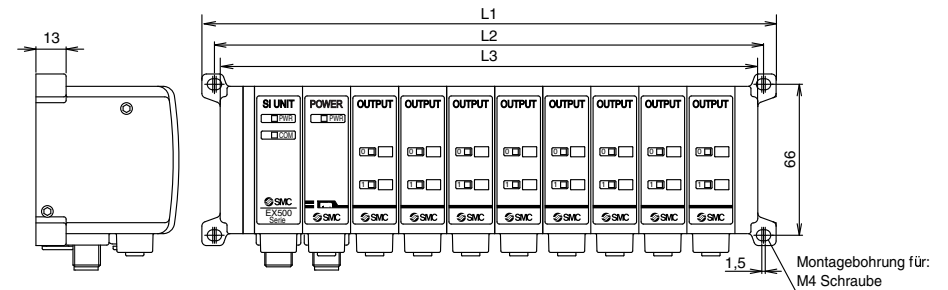 L1
L2
13
L3
SI UNIT POWER OUTPUT OUTPUT OUTPUT OUTPUT OUTPUT OUTPUT OUTPUT OUTPUT
PWR PWR
COM
0 0 0 0 0 0 0 0
66
1 1 1 1 1 1 1 1
SMC
EX500
Serie
SMC SMC SMC SMC SMC SMC SMC SMC SMC
1,5
Montagebohrung für:
M4 Schraube